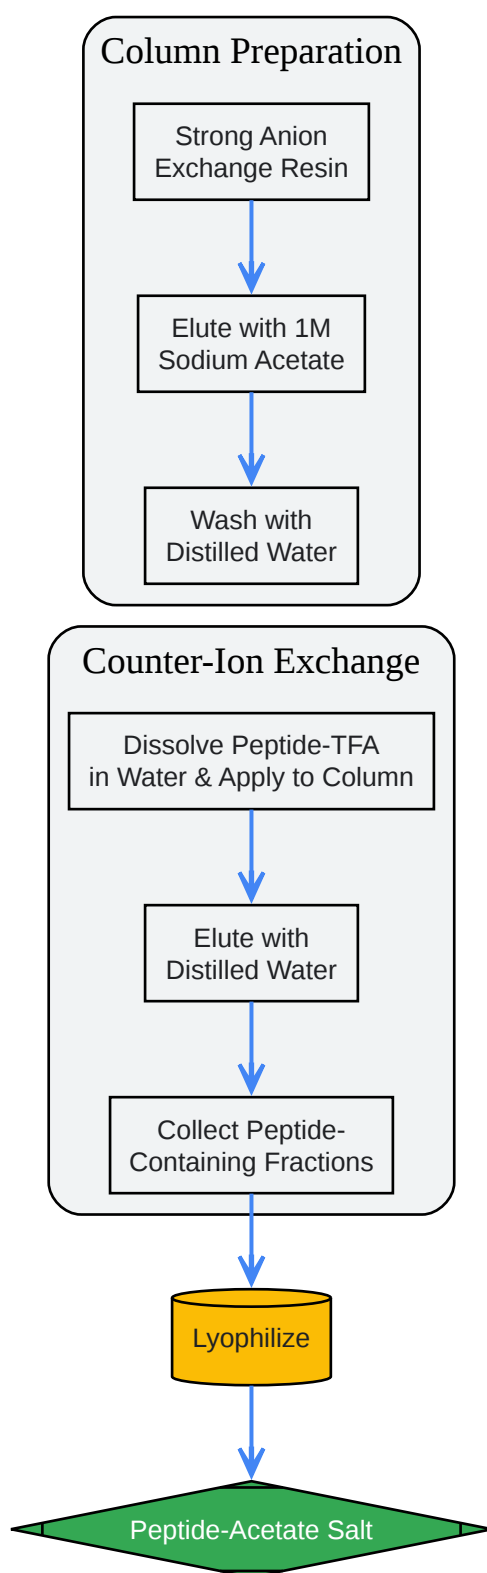 Column Preparation
Strong Anion
Exchange Resin
Elute with 1M
Sodium Acetate
Wash with
Distilled Water
Counter-Ion Exchange
Dissolve Peptide-TFA
in Water & Apply to Column
Elute with
Distilled Water
Collect Peptide-
Containing Fractions
Lyophilize
Peptide-Acetate Salt